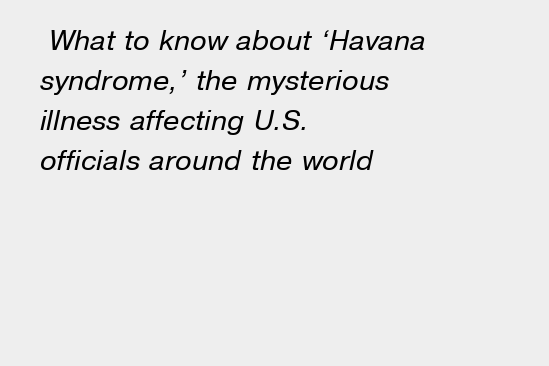 What to know about ‘Havana
syndrome,’ the mysterious
illness affecting U.S.
officials around the world